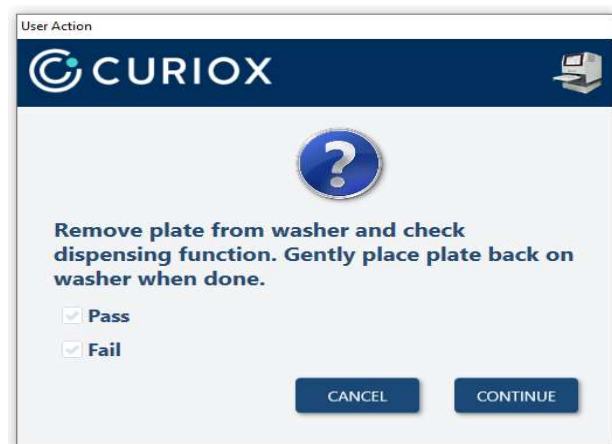 User Action
CURIOX
Remove plate from washer and check
dispensing function. Gently place plate back on
washer when done.
Pass
Fail
CANCEL
CONTINUE